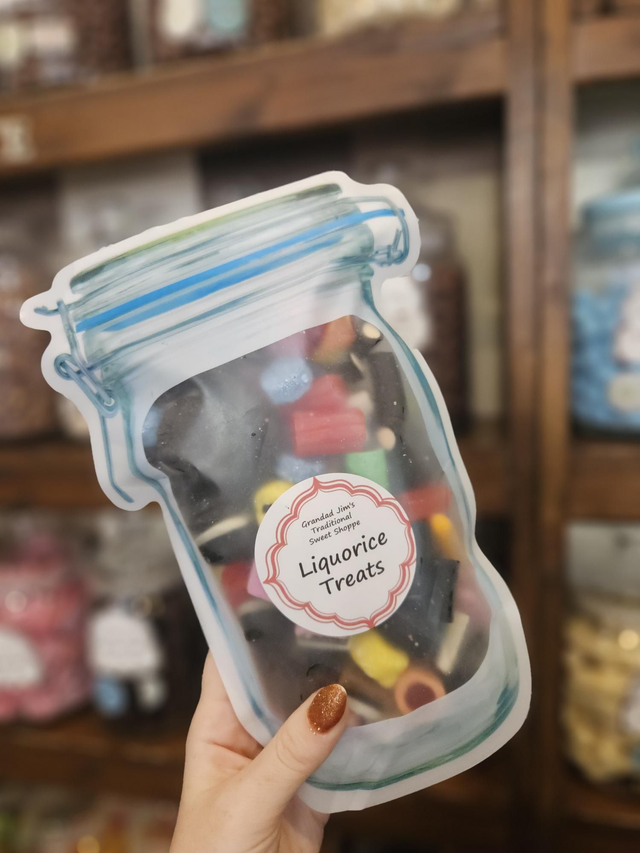 Grandad Jim's
Traditional
Sweet Shoppe
Liquorice
Treats